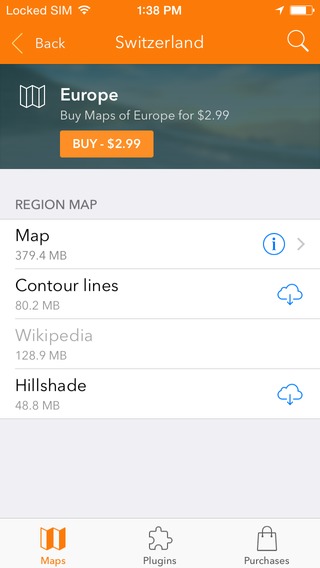 Locked SIM 1:38 PM
Back Switzerland
Europe
Buy Maps of Europe for $2.99
BUY - $2.99
REGION MAP
Map
379.4 MB
Contour lines
80.2 MB
Wikipedia
128.9 MB
Hillshade
48.8 MB
Maps Plugins Purchases